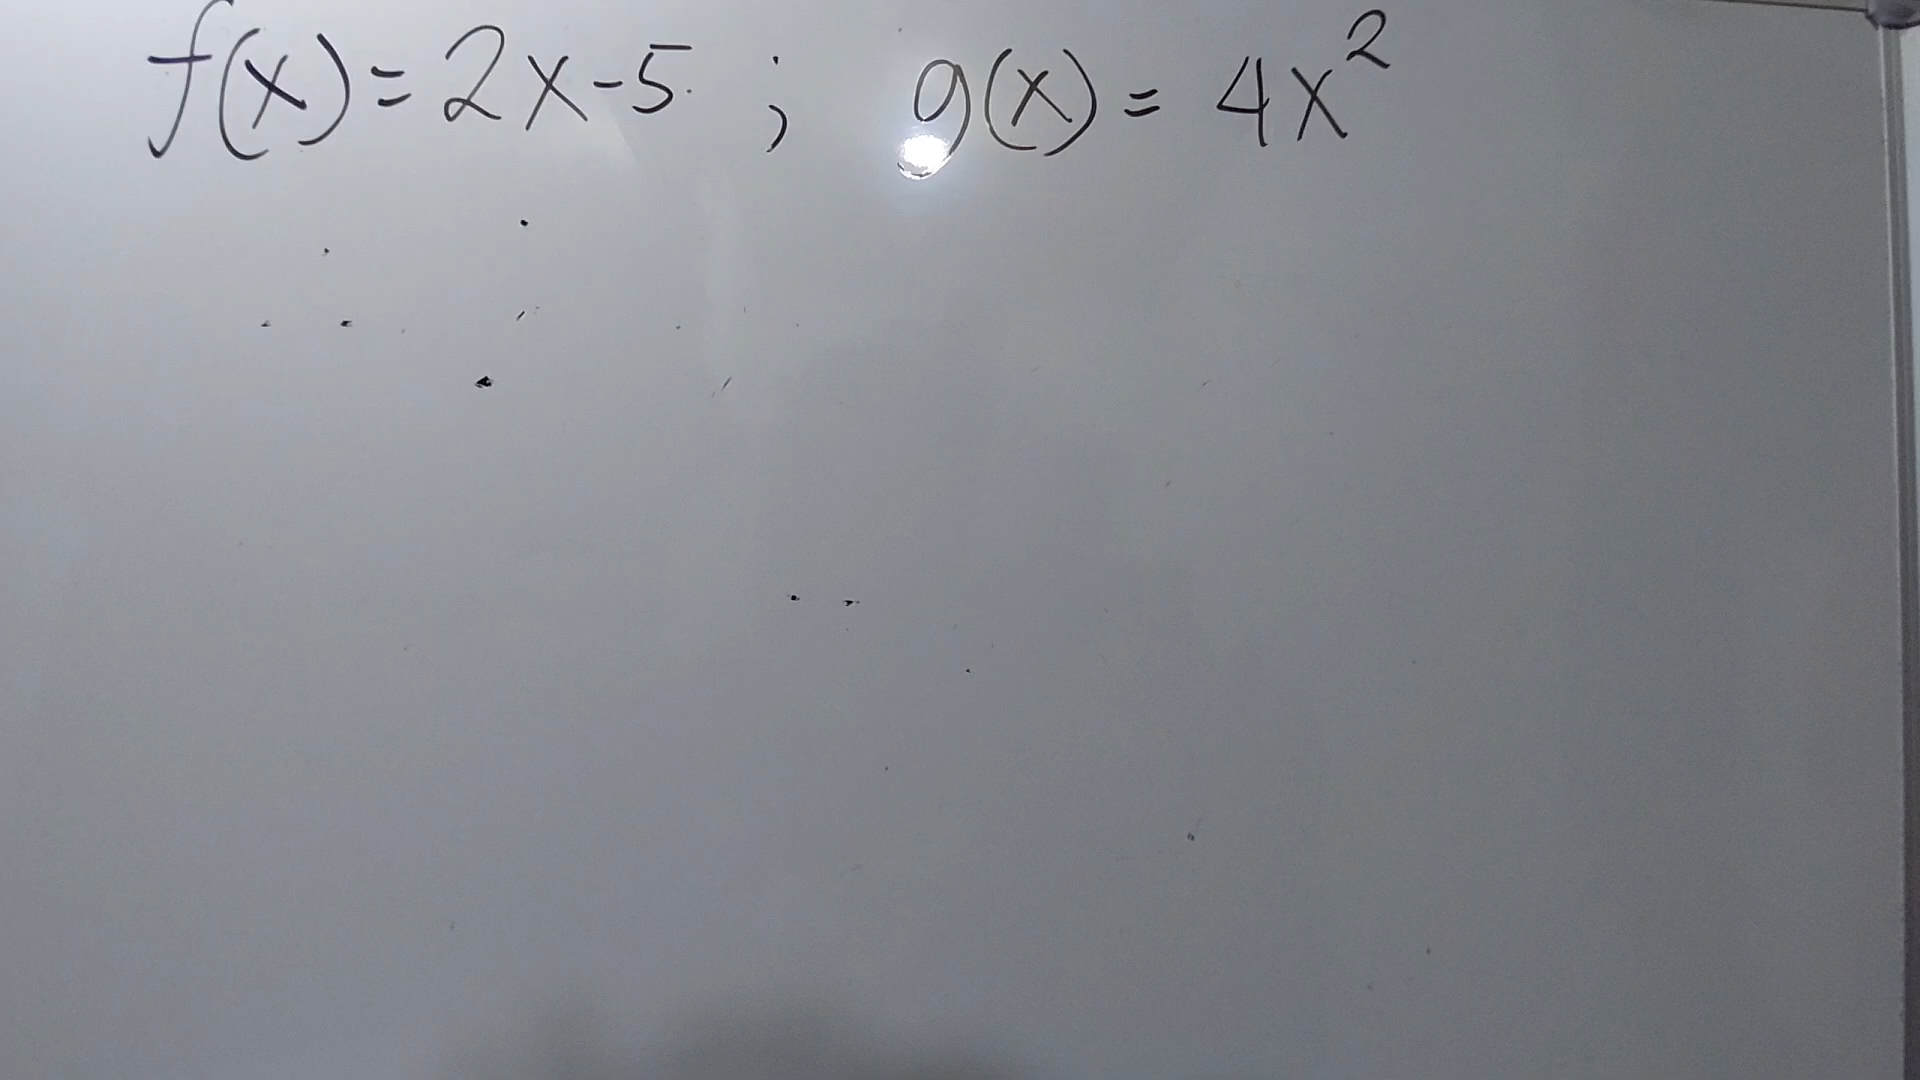 f(x) = 2x-5 ; g(x) = 4x²